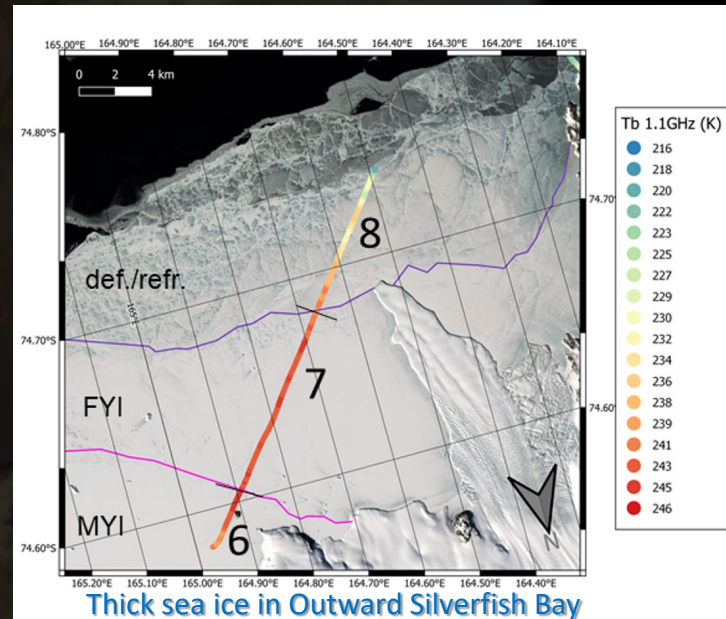 165.00°E 164.90°E 164.80°E 164.70°E 164.60°E 164.50°E 164.40°E 164.30°E 164.20°E 164.10°E
0 2 4 km
Tb 1.1GHz (K)
216
218
220
222
223
225
227
229
230
232
234
236
238
239
241
243
245
246
74.80°S
74.70°
8
def./refr.
165°E
74.70°S
7
FYI
74.60°
MYI
6
N
74.60°S
165.20°E 165.10°E 165.00°E 164.90°E 164.80°E 164.70°E 164.60°E 164.50°E 164.40°E
Thick sea ice in Outward Silverfish Bay